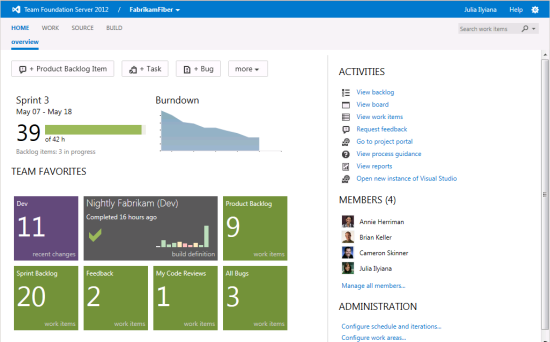 Team Foundation Server 2012 / FabrikamFiber
Julia Ilyiana Help
HOME WORK SOURCE BUILD
Search work items
overview
+ Product Backlog Item + Task + Bug more
Sprint 3
May 07 - May 18
39
of 42 h
Backlog items: 3 in progress
Burndown
TEAM FAVORITES
Dev
11
recent changes
Nightly Fabrikam (Dev)
Completed 16 hours ago
build definition
Product Backlog
9
work items
Sprint Backlog
20
work items
Feedback
2
work items
My Code Reviews
1
work items
All Bugs
3
work items
ACTIVITIES
View backlog
View board
View work items
Request feedback
Go to project portal
View process guidance
View reports
Open new instance of Visual Studio
MEMBERS (4)
Annie Herriman
Brian Keller
Cameron Skinner
Julia Ilyiana
Manage all members...
ADMINISTRATION
Configure schedule and iterations...
Configure work areas...